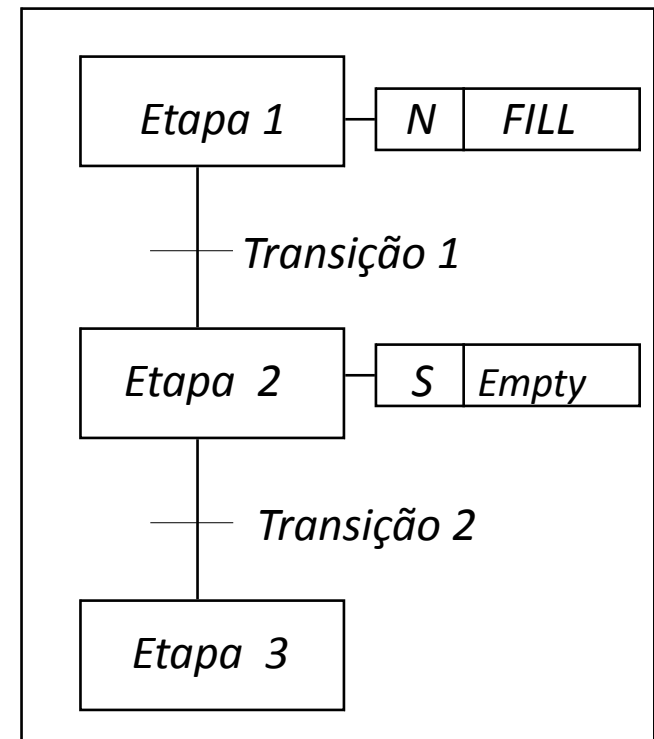 Etapa 1
N FILL
Transição 1
Etapa 2
S Empty
Transição 2
Etapa 3